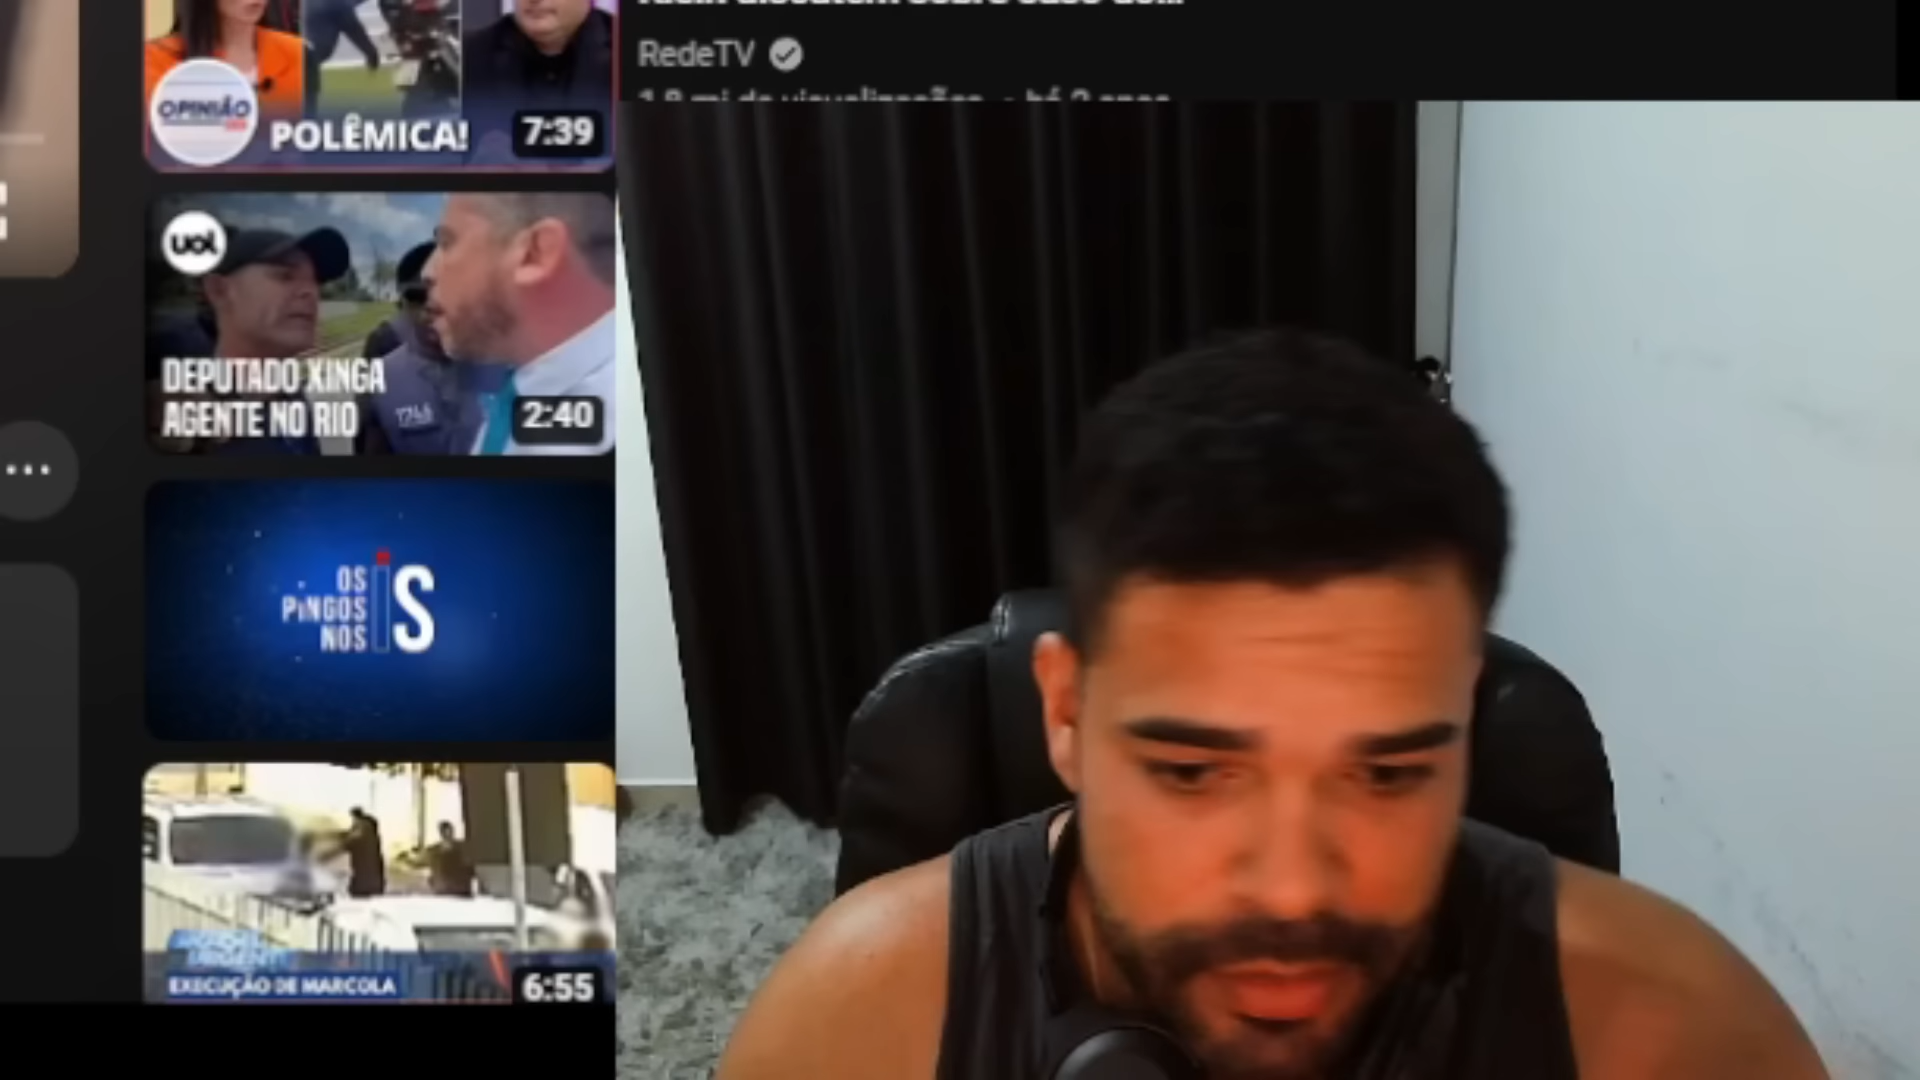 RedeTV
OPINIÃO
POLÊMICA!
7:39
uol
DEPUTADO XINGA
AGENTE NO RIO
1746
2:40
OS
PINGOS
NOS
iS
EXECUÇÃO DE MARCOLA
6:55